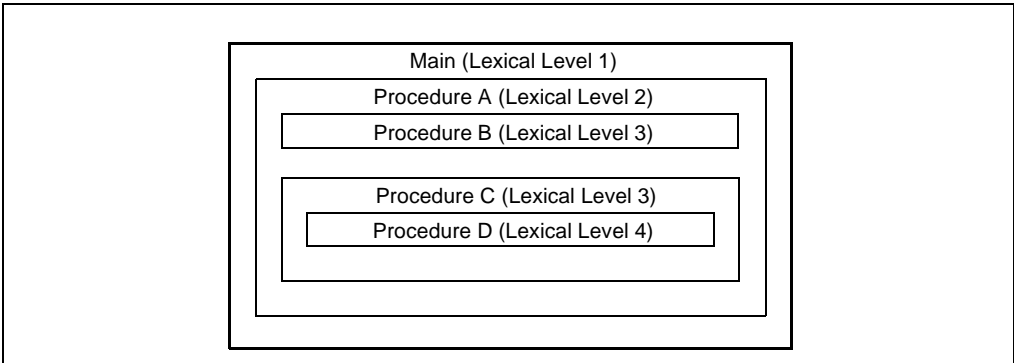 Main (Lexical Level 1)
Procedure A (Lexical Level 2)
Procedure B (Lexical Level 3)
Procedure C (Lexical Level 3)
Procedure D (Lexical Level 4)